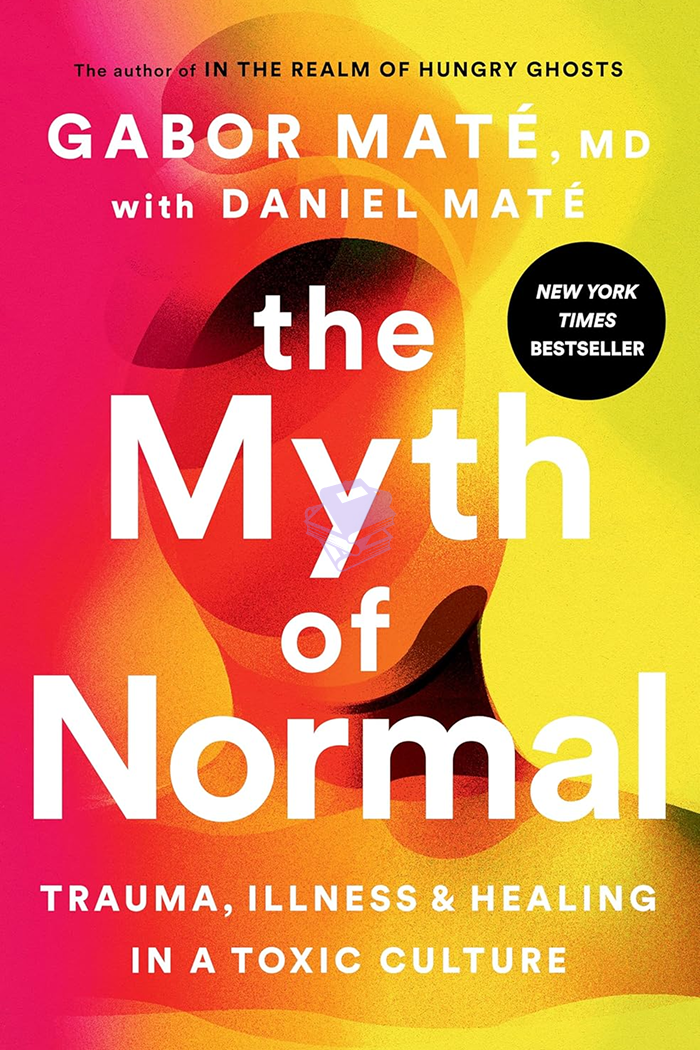 The author of IN THE REALM OF HUNGRY GHOSTS
GABOR MATÉ, MD
with DANIEL MATÉ
NEW YORK
TIMES
BESTSELLER
the
Myth
of
Normal
TRAUMA, ILLNESS & HEALING
IN A TOXIC CULTURE